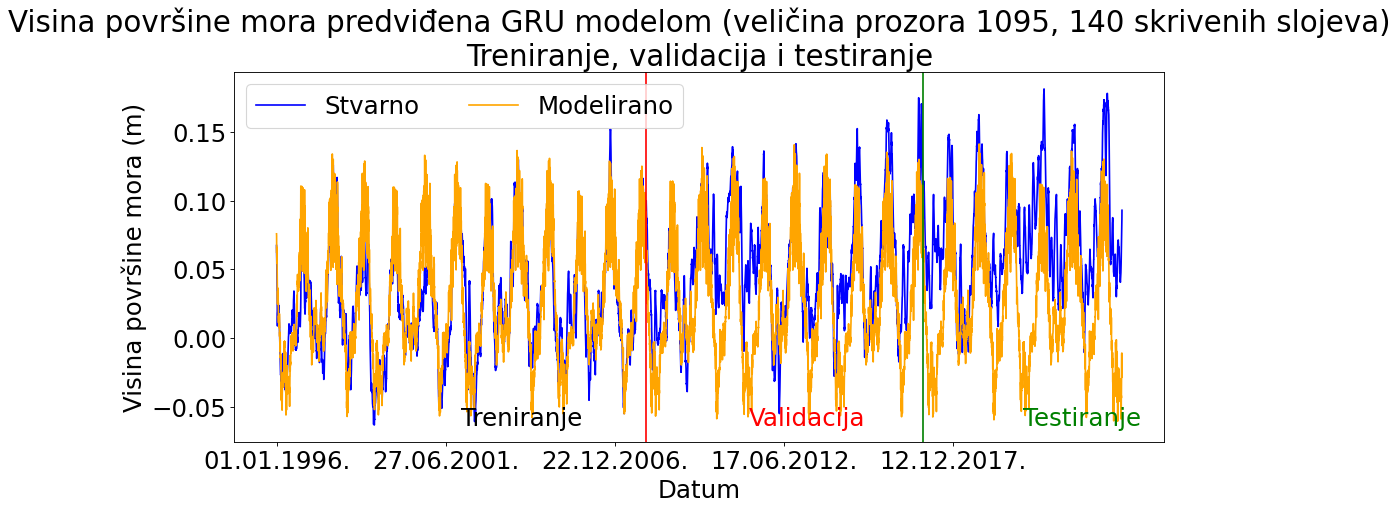 Visina površine mora predviđena GRU modelom (veličina prozora 1095, 140 skrivenih slojeva)
Treniranje, validacija i testiranje
Stvarno
Modelirano
Visina površine mora (m)
0.15
0.10
0.05
0.00
−0.05
Treniranje
Validacija
Testiranje
01.01.1996.
27.06.2001.
22.12.2006.
17.06.2012.
12.12.2017.
Datum